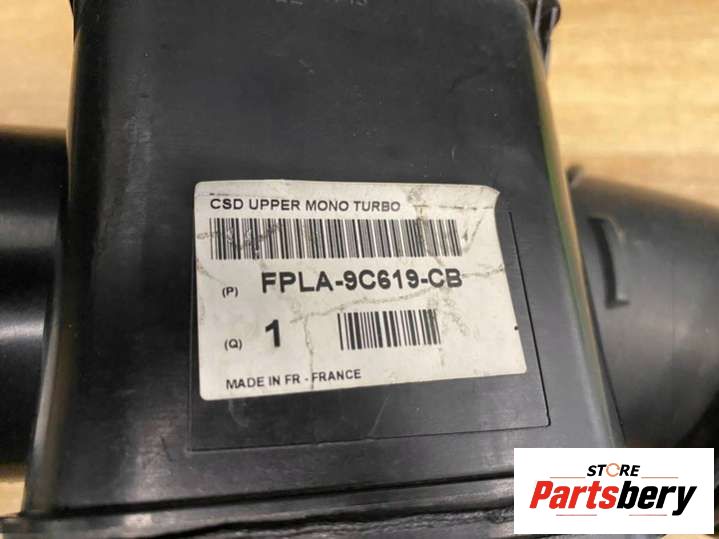 CSD UPPER MONO TURBO
(P) FPLA-9C619-CB
(Q) 1
MADE IN FR - FRANCE
STORE
Partsbery